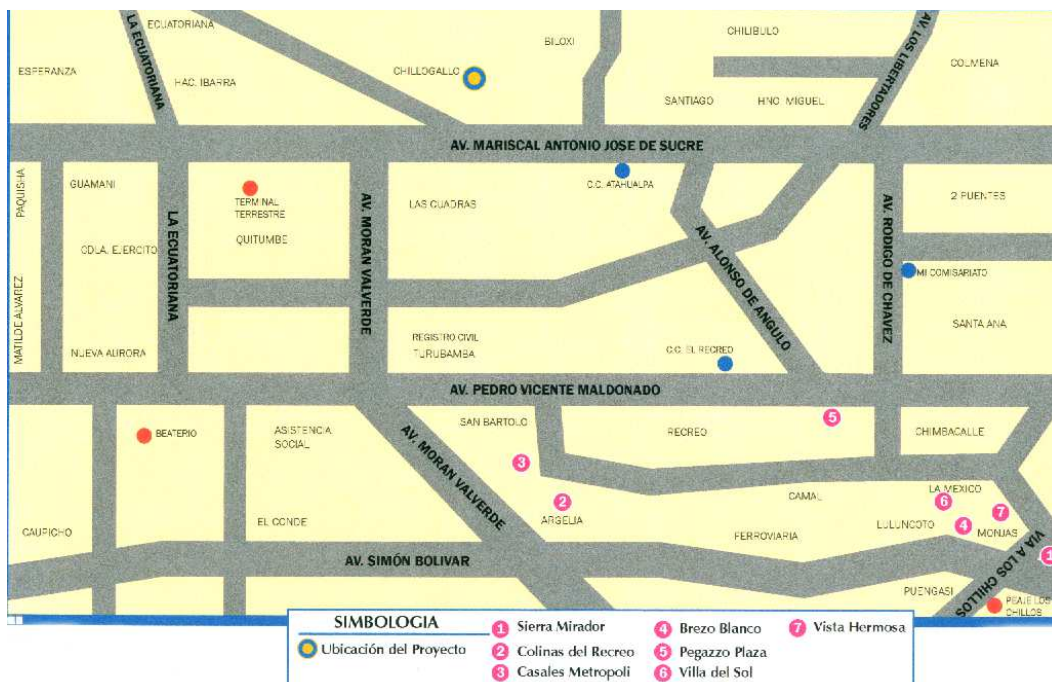 ECUATORIANA
LA ECUATORIANA
ESPERANZA
HAC. IBARRA
CHILLOGALLO
BILOXI
CHILIBULO
AV. LOS LIBERTADORES
COLMENA
SANTIAGO
HNO MIGUEL
AV. MARISCAL ANTONIO JOSE DE SUCRE
PAQUISHA
GUAMANI
TERMINAL
TERRESTRE
QUITUMBE
LAS CUADRAS
C.C. ATAHUALPA
2 PUENTES
CDLA. EJERCITO
LA ECUATORIANA
AV. MORAN VALVERDE
AV. ALONSO DE ANGULO
AV. RODIGO DE CHAVEZ
MI COMISARIATO
MATILDE ALVAREZ
NUEVA AURORA
REGISTRO CIVIL
TURUBAMBA
C.C. EL RECREO
SANTA ANA
AV. PEDRO VICENTE MALDONADO
BEATERIO
ASISTENCIA
SOCIAL
AV. MORAN VALVERDE
SAN BARTOLO
RECREO
5
CHIMBACALLE
3
2
ARGELIA
CAMAL
LA MEXICO
6
7
4
LULUNCOTO
MONJAS
CAUPICHO
EL CONDE
FERROVIARIA
VIA A LOS CHILLOS
1
AV. SIMÓN BOLIVAR
PUENGASI
PEAJE LOS
CHILLOS
SIMBOLOGIA
Ubicación del Proyecto
1 Sierra Mirador
2 Colinas del Recreo
3 Casales Metropoli
4 Brezo Blanco
5 Pegazzo Plaza
6 Villa del Sol
7 Vista Hermosa